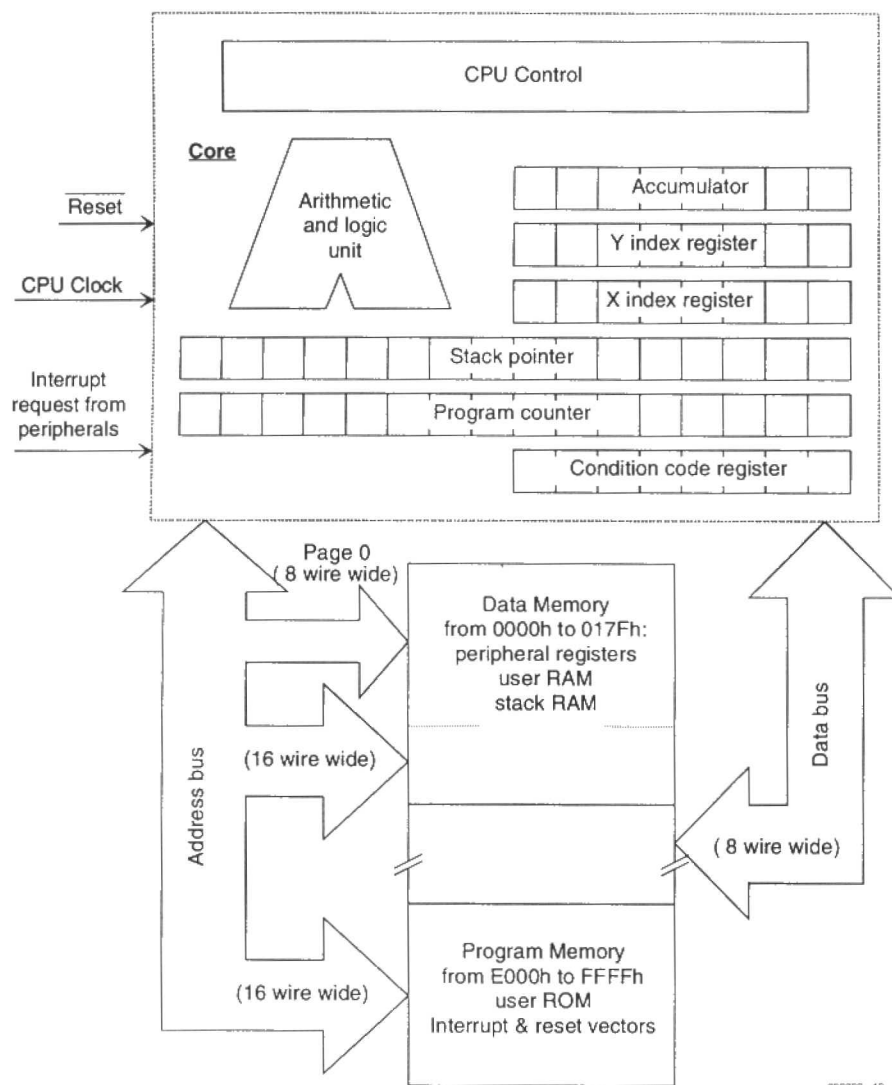 CPU Control
Core
Arithmetic
and logic
unit
Accumulator
Y index register
X index register
Stack pointer
Program counter
Condition code register
Reset
CPU Clock
Interrupt
request from
peripherals
Page 0
( 8 wire wide)
Data Memory
from 0000h to 017Fh:
peripheral registers
user RAM
stack RAM
(16 wire wide)
Address bus
Data bus
( 8 wire wide)
Program Memory
from E000h to FFFFh
user ROM
Interrupt & reset vectors
(16 wire wide)